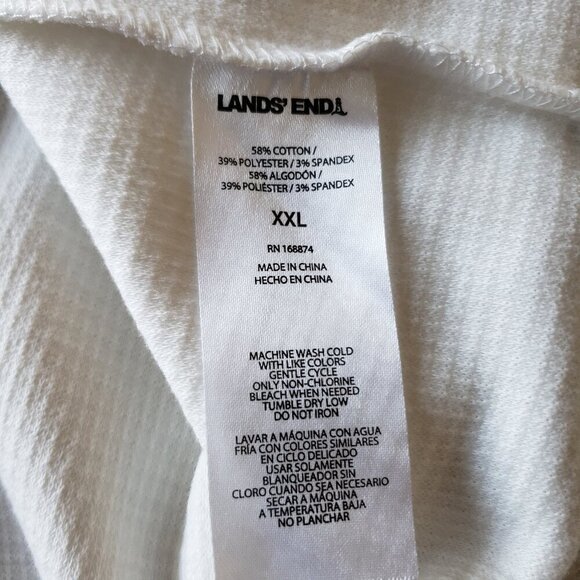 LANDS' END
58% COTTON /
39% POLYESTER / 3% SPANDEX
58% ALGODÓN /
39% POLIÉSTER / 3% SPANDEX
XXL
RN 168874
MADE IN CHINA
HECHO EN CHINA
MACHINE WASH COLD
WITH LIKE COLORS
GENTLE CYCLE
ONLY NON-CHLORINE
BLEACH WHEN NEEDED
TUMBLE DRY LOW
DO NOT IRON
LAVAR A MÁQUINA CON AGUA
FRÍA CON COLORES SIMILARES
EN CICLO DELICADO
USAR SOLAMENTE
BLANQUEADOR SIN
CLORO CUANDO SEA NECESARIO
SECAR A MÁQUINA
A TEMPERATURA BAJA
NO PLANCHAR